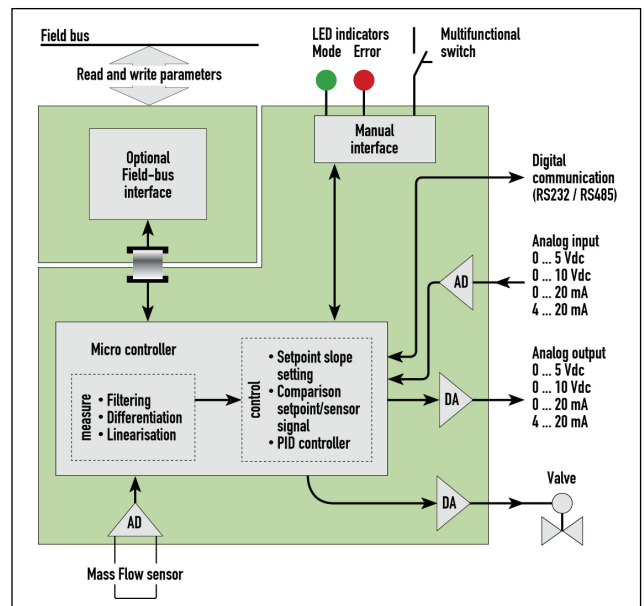 Field bus
Read and write parameters
LED indicators
Mode Error
Multifunctional
switch
Optional
Field-bus
interface
Manual
interface
Digital
communication
(RS232 / RS485)
Analog input
0 ... 5 Vdc
0 ... 10 Vdc
0 ... 20 mA
4 ... 20 mA
AD
Micro controller
measure
• Filtering
• Differentiation
• Linearisation
control
• Setpoint slope
setting
• Comparison
setpoint/sensor
signal
• PID controller
Analog output
0 ... 5 Vdc
0 ... 10 Vdc
0 ... 20 mA
4 ... 20 mA
DA
DA
Valve
AD
Mass Flow sensor